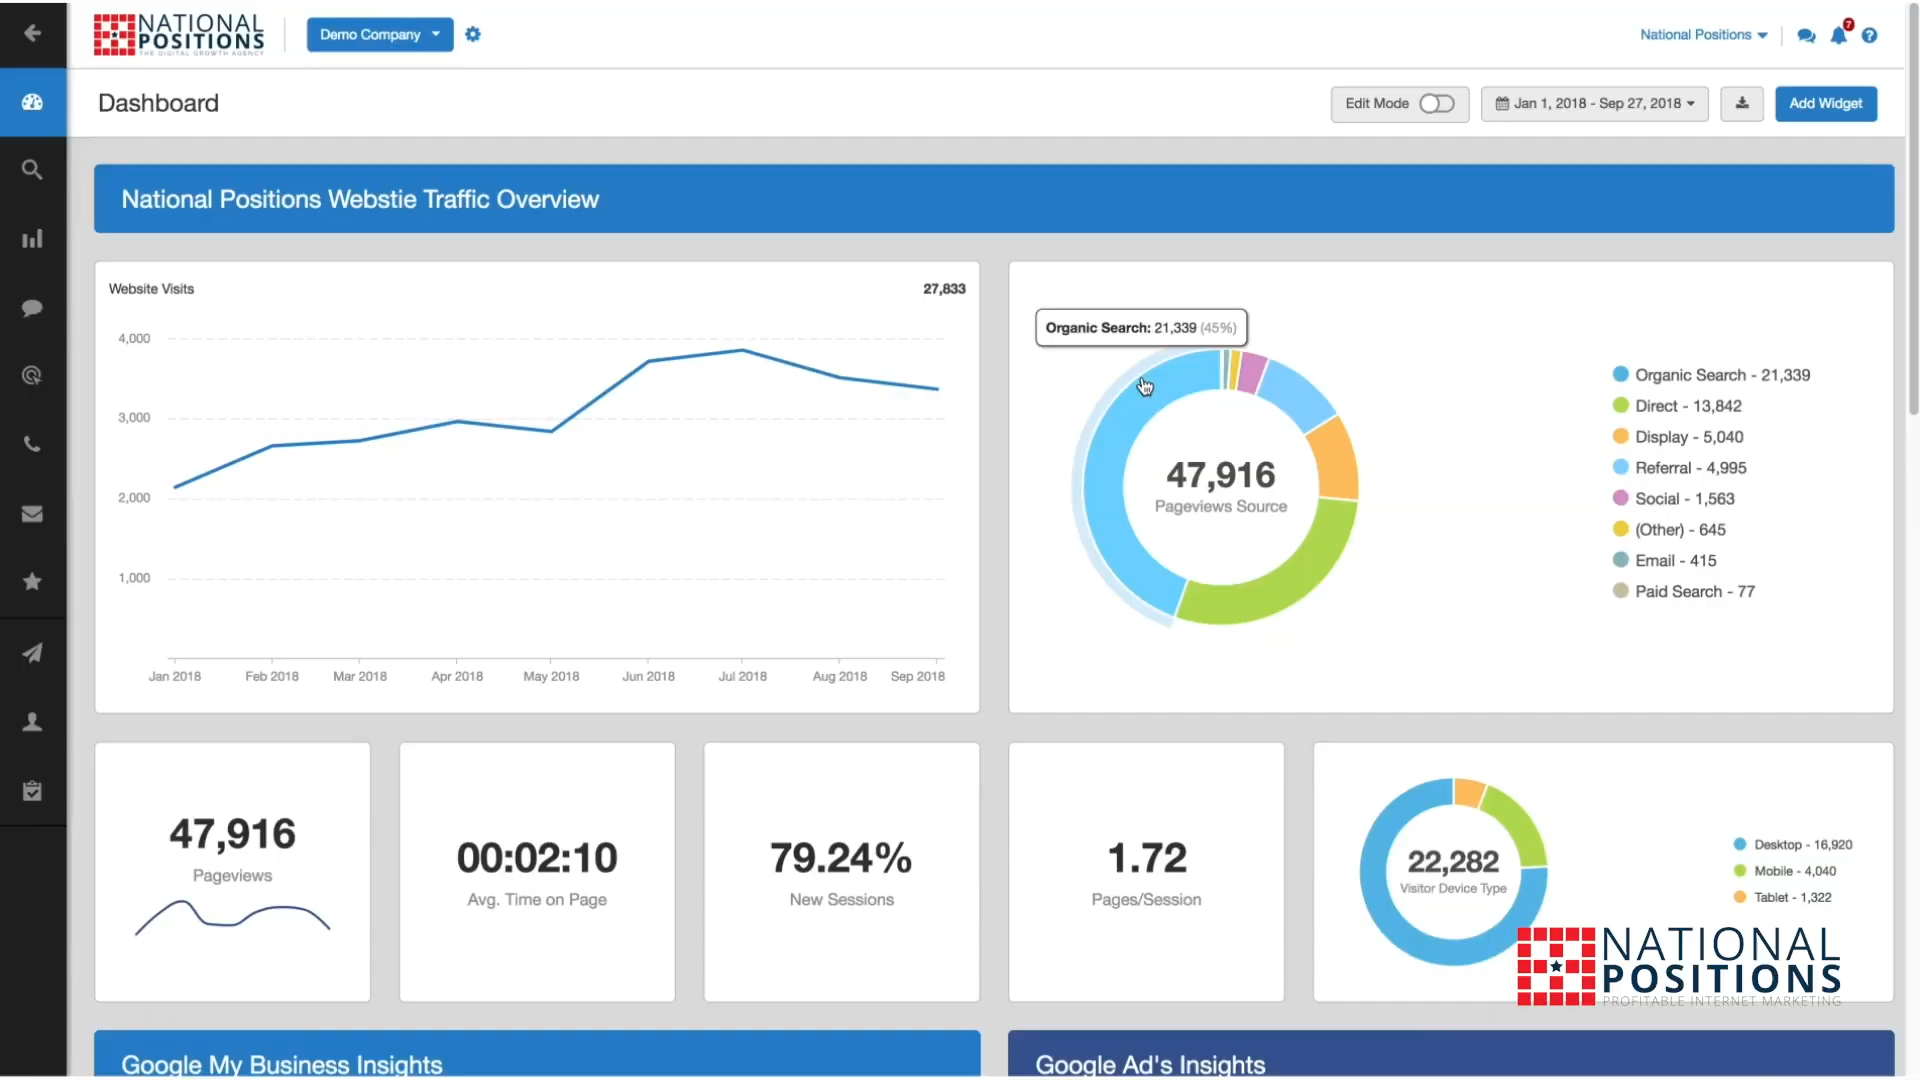 NATIONAL
POSITIONS
THE DIGITAL GROWTH AGENCY
Demo Company
National Positions
7
Dashboard
Edit Mode
Jan 1, 2018 - Sep 27, 2018
Add Widget
National Positions Webstie Traffic Overview
Website Visits
27,833
4,000
3,000
2,000
1,000
Jan 2018
Feb 2018
Mar 2018
Apr 2018
May 2018
Jun 2018
Jul 2018
Aug 2018
Sep 2018
Organic Search: 21,339 (45%)
47,916
Pageviews Source
Organic Search - 21,339
Direct - 13,842
Display - 5,040
Referral - 4,995
Social - 1,563
(Other) - 645
Email - 415
Paid Search - 77
47,916
Pageviews
00:02:10
Avg. Time on Page
79.24%
New Sessions
1.72
Pages/Session
22,282
Visitor Device Type
Desktop - 16,920
Mobile - 4,040
Tablet - 1,322
NATIONAL
POSITIONS
PROFITABLE INTERNET MARKETING
Google My Business Insights
Google Ad's Insights